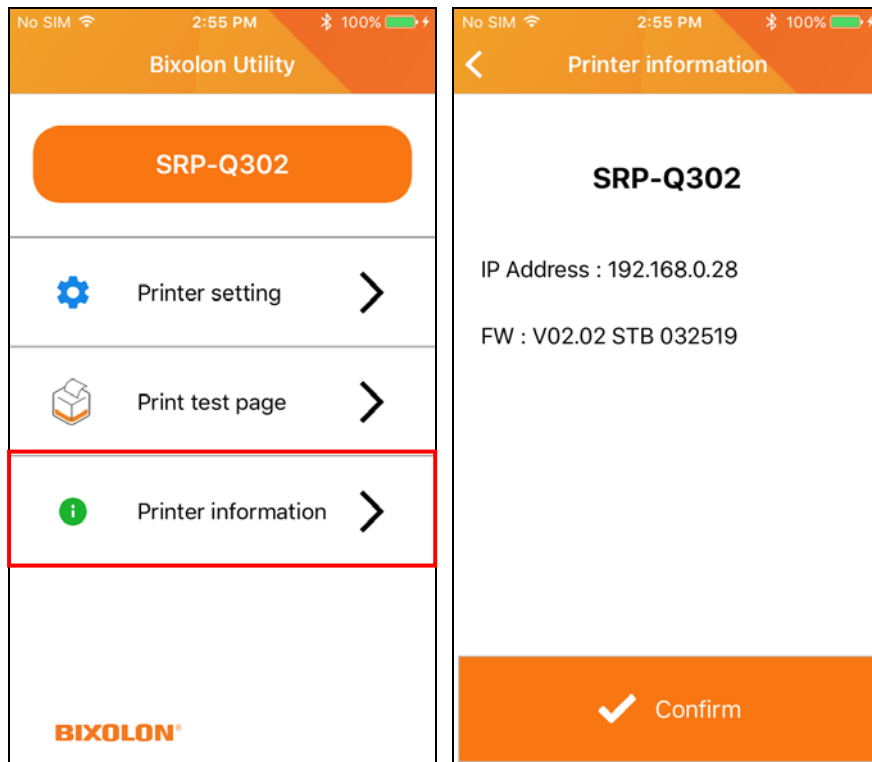 No SIM 2:55 PM 100%
Bixolon Utility
SRP-Q302
Printer setting
Print test page
Printer information
BIXOLON®
No SIM 2:55 PM 100%
Printer information
SRP-Q302
IP Address : 192.168.0.28
FW : V02.02 STB 032519
Confirm